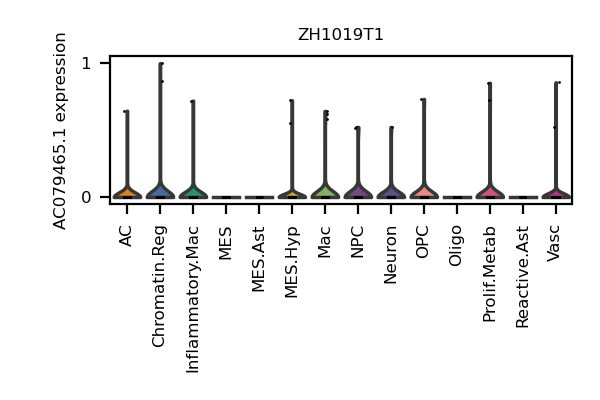 ZH1019T1
AC079465.1 expression
1
0
AC
Chromatin.Reg
Inflammatory.Mac
MES
MES.Ast
MES.Hyp
Mac
NPC
Neuron
OPC
Oligo
Prolif.Metab
Reactive.Ast
Vasc